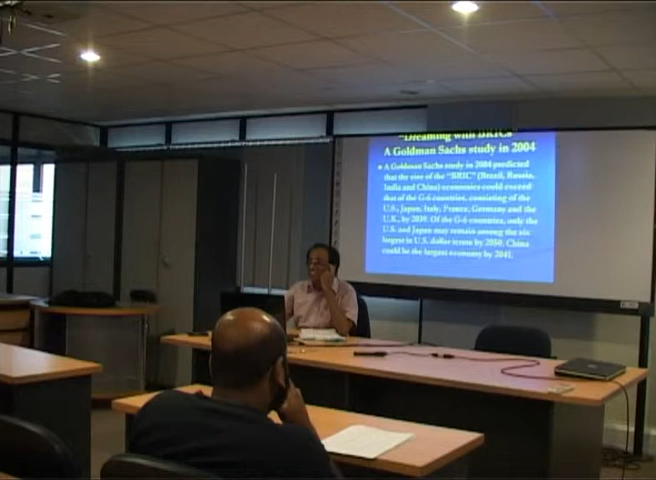 "Dreaming with BRICs"
A Goldman Sachs study in 2004
A Goldman Sachs study in 2004 predicted
that the size of the "BRIC" (Brazil, Russia,
India and China) economies could exceed
that of the G-6 countries, consisting of the
U.S., Japan, Italy, France, Germany and the
U.K., by 2039. Of the G-6 countries, only the
U.S. and Japan may remain among the six
largest in U.S. dollar terms by 2050. China
could be the largest economy by 2041.